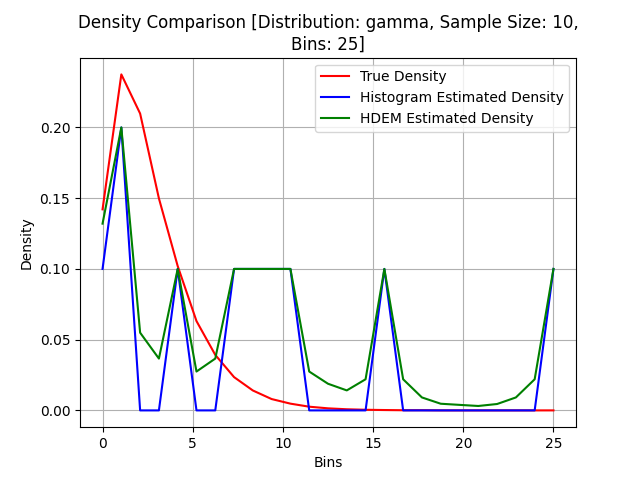 Density Comparison [Distribution: gamma, Sample Size: 10,
Bins: 25]
True Density
Histogram Estimated Density
HDEM Estimated Density
Density
0.20
0.15
0.10
0.05
0.00
0
5
10
15
20
25
Bins